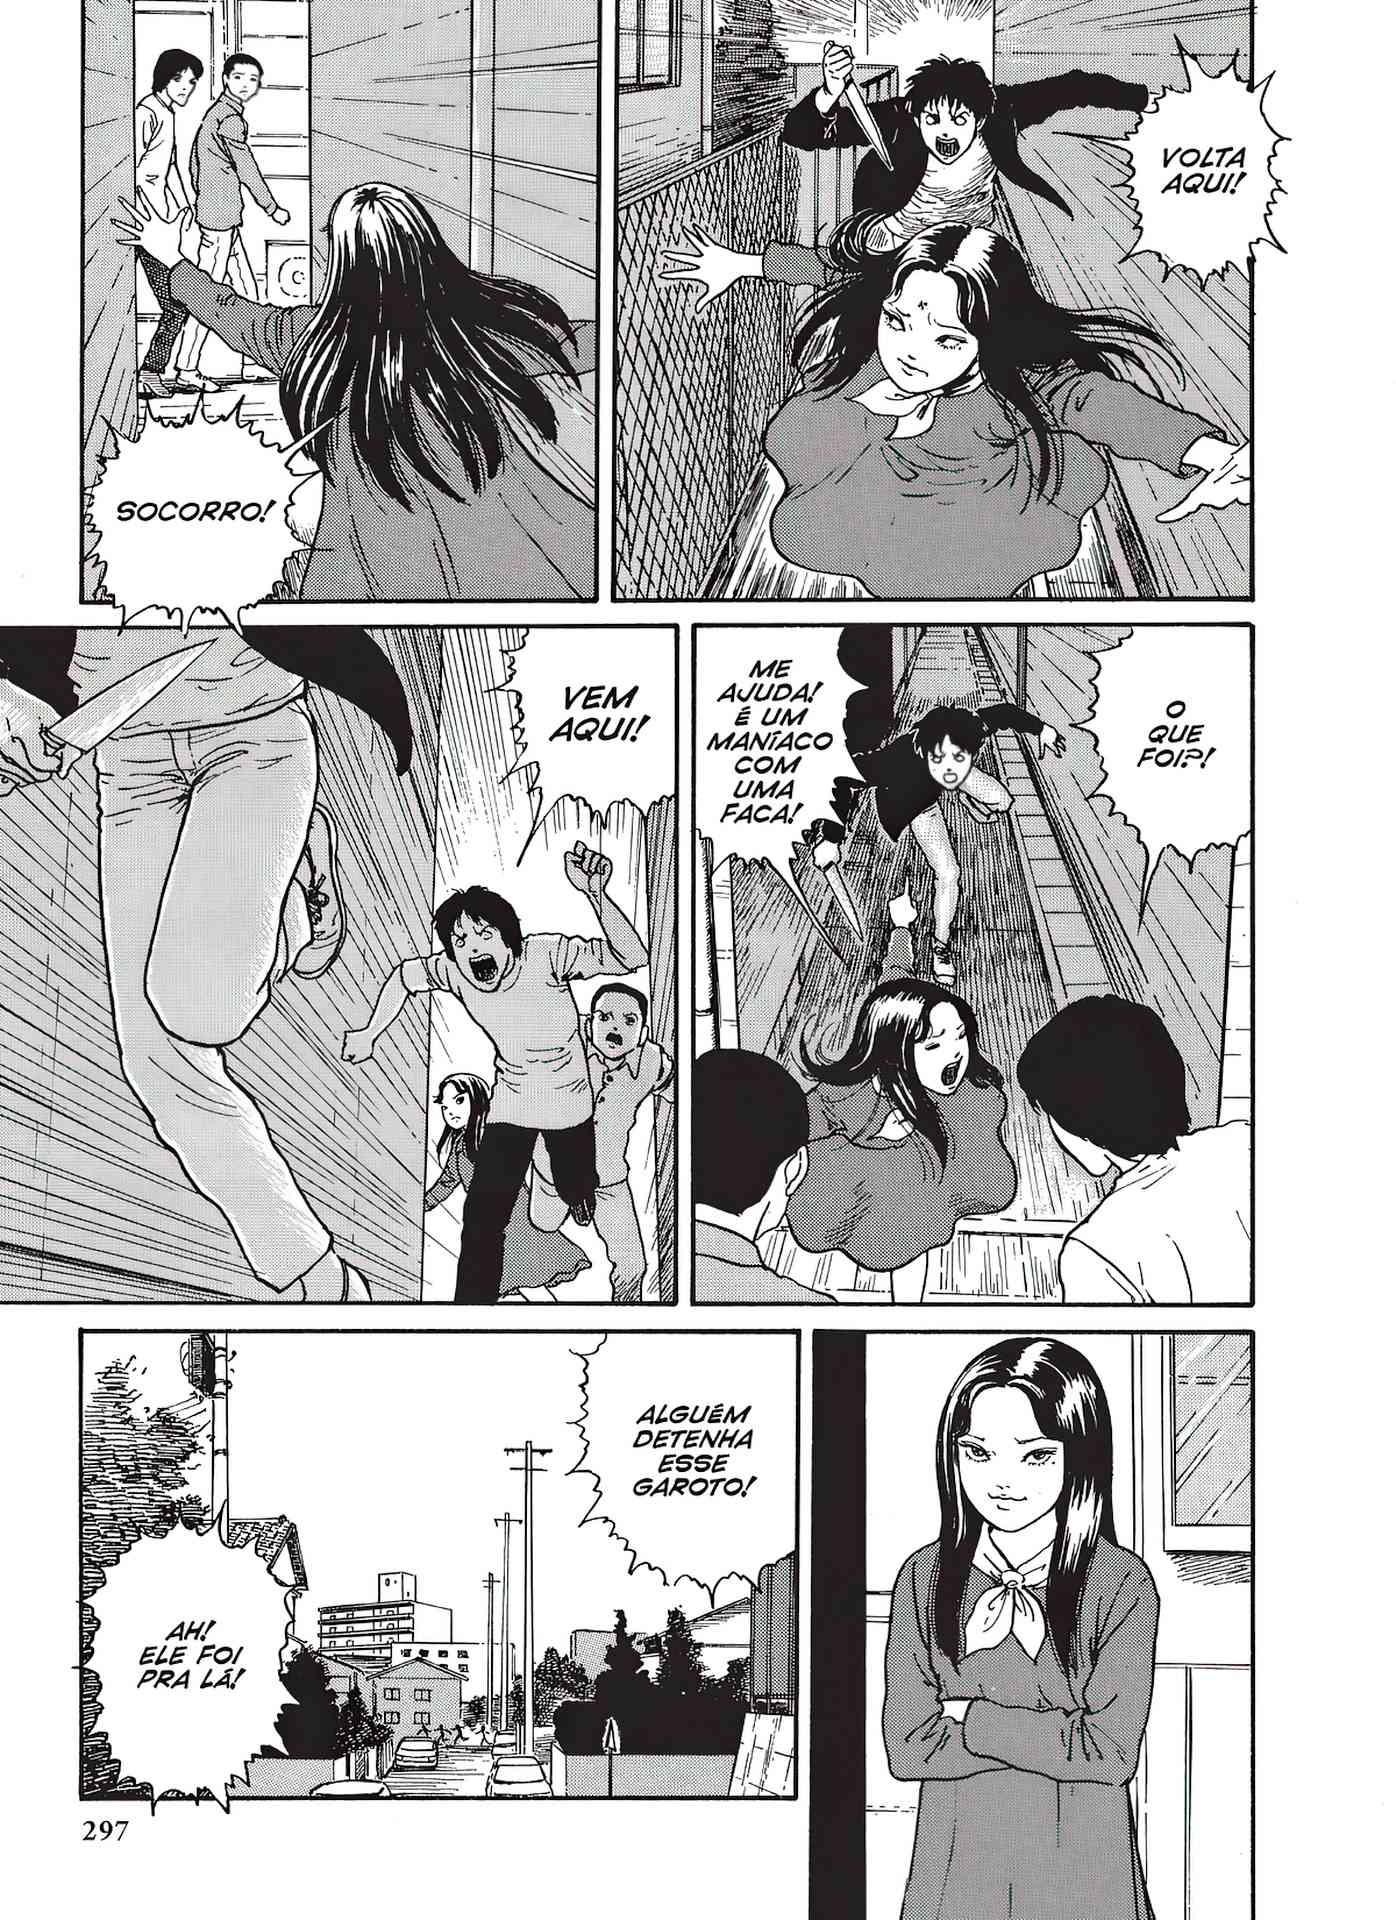 VOLTA
AQUI!
SOCORRO!
O
QUE
FOI?!
ME
AJUDA!
É UM
MANÍACO
COM
UMA
FACA!
VEM
AQUI!
ALGUÉM
DETENHA
ESSE
GAROTO!
AH!
ELE FOI
PRA LÁ!
297